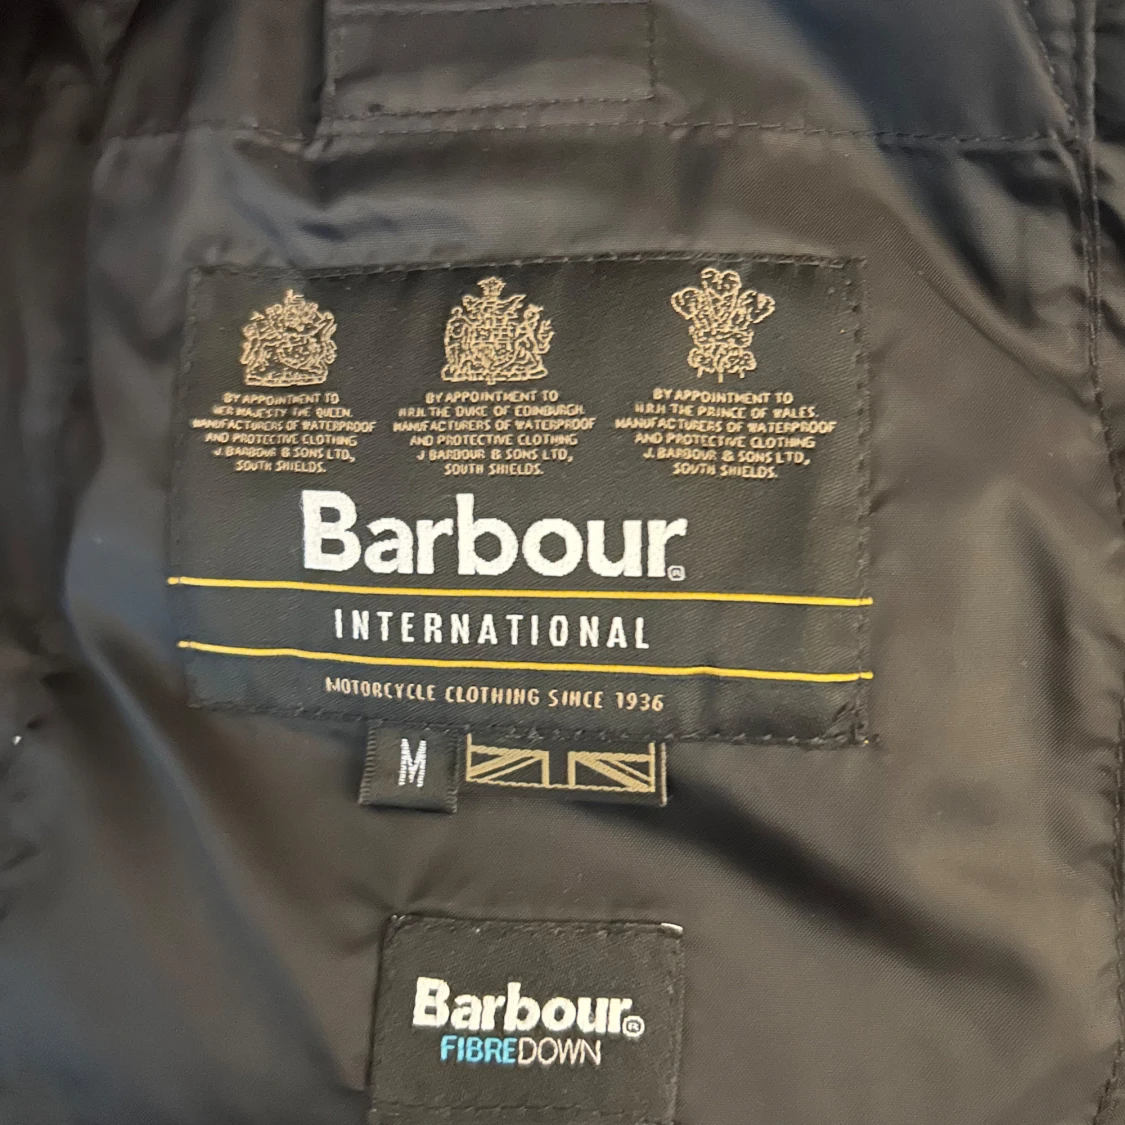 BY APPOINTMENT TO
HER MAJESTY THE QUEEN.
MANUFACTURERS OF WATERPROOF
AND PROTECTIVE CLOTHING
J. BARBOUR & SONS LTD,
SOUTH SHIELDS.
BY APPOINTMENT TO
H.R.H. THE DUKE OF EDINBURGH.
MANUFACTURERS OF WATERPROOF
AND PROTECTIVE CLOTHING
J BARBOUR & SONS LTD,
SOUTH SHIELDS.
BY APPOINTMENT TO
H.R.H THE PRINCE OF WALES.
MANUFACTURERS OF WATERPROOF
AND PROTECTIVE CLOTHING
J. BARBOUR & SONS LTD,
SOUTH SHIELDS.
Barbour®
INTERNATIONAL
MOTORCYCLE CLOTHING SINCE 1936
M
Barbour®
FIBREDOWN